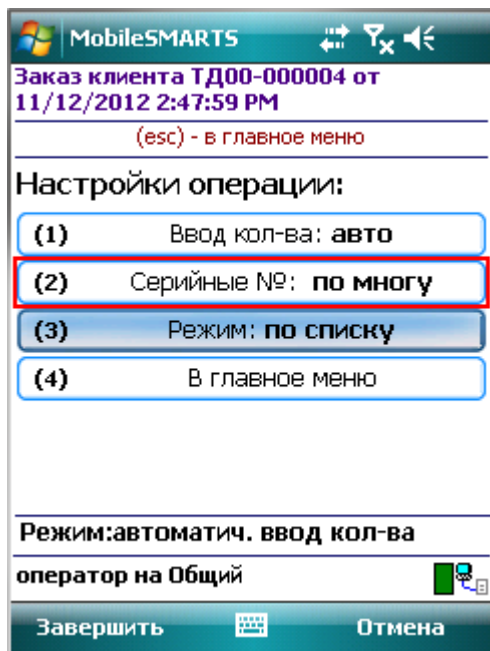 MobileSMARTS
Заказ клиента ТД00-000004 от
11/12/2012 2:47:59 PM
(esc) - в главное меню
Настройки операции:
(1) Ввод кол-ва: авто
(2) Серийные №: по многу
(3) Режим: по списку
(4) В главное меню
Режим:автоматич. ввод кол-ва
оператор на Общий
Завершить Отмена